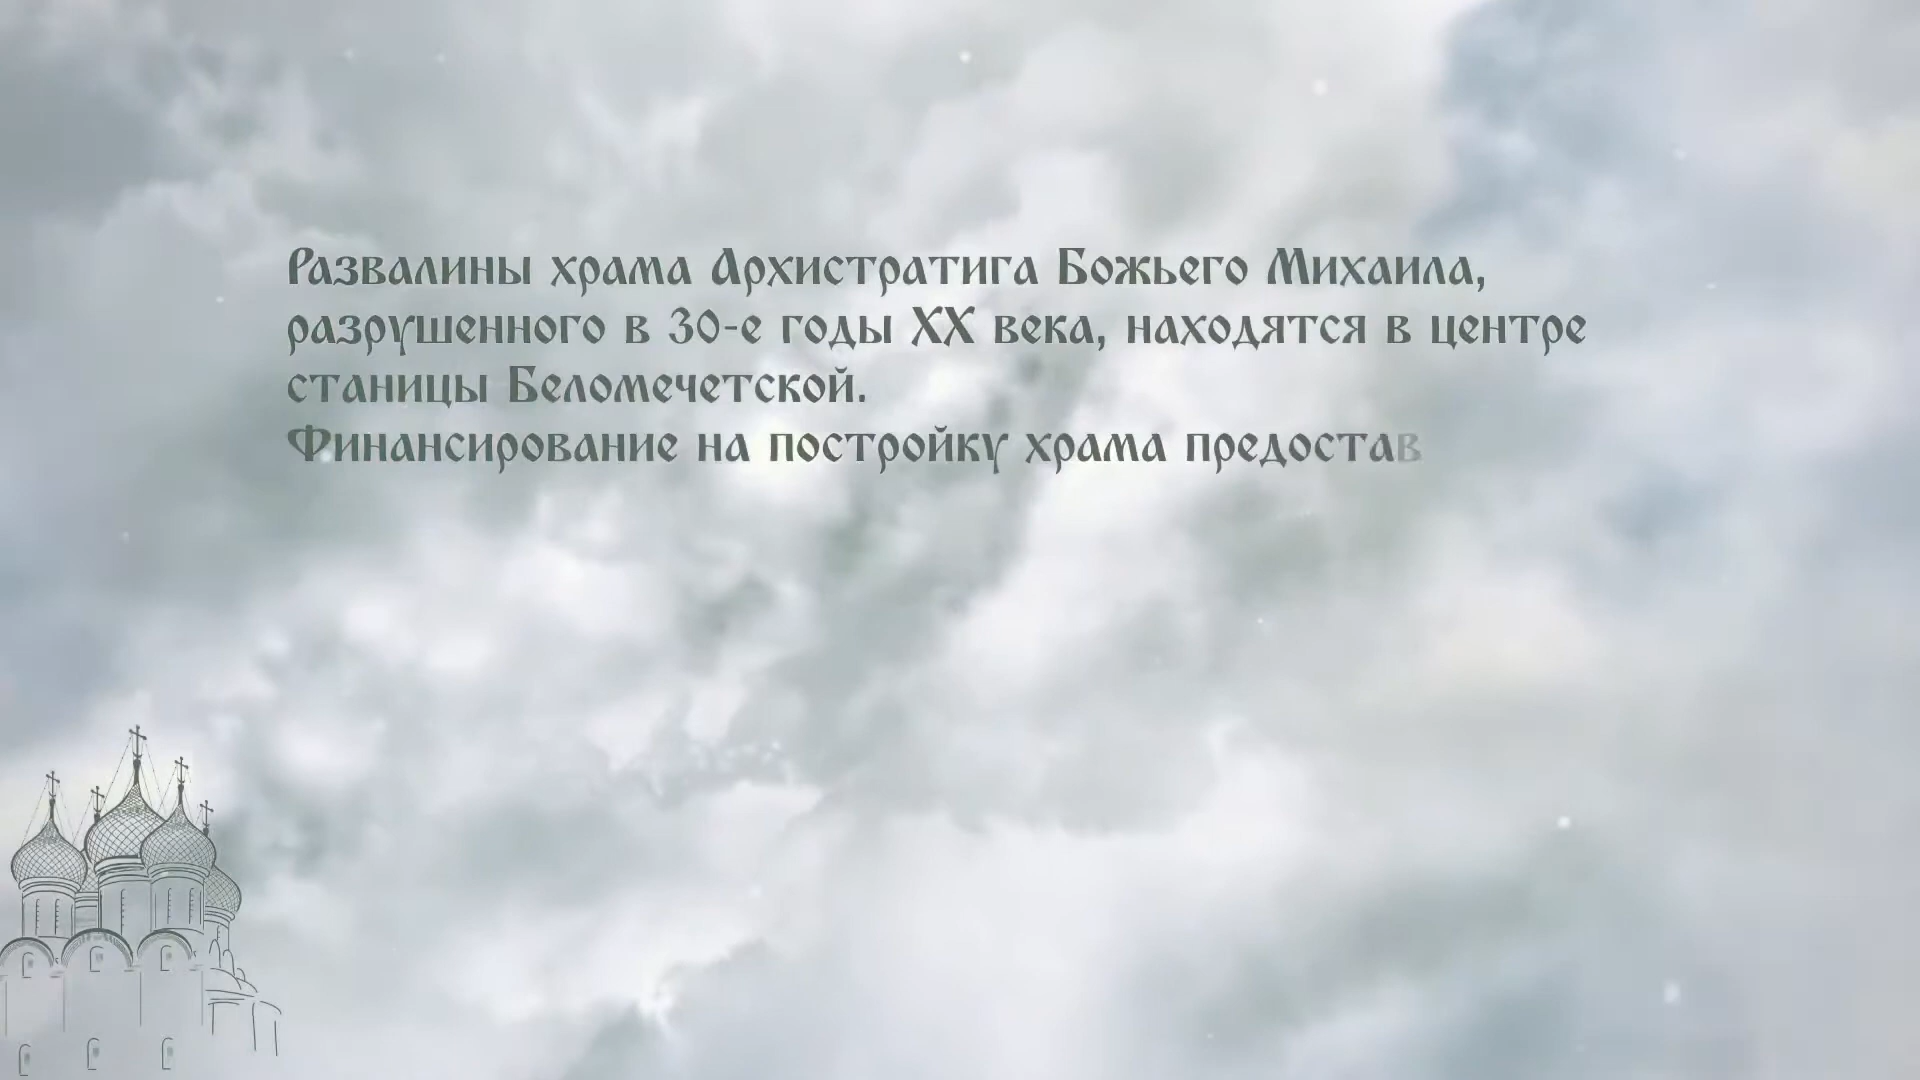 Развалины храма Архистратига Божьего Михаила,
разрушенного в 30-е годы XX века, находятся в центре
станицы Беломечетской.
Финансирование на постройку храма предостав